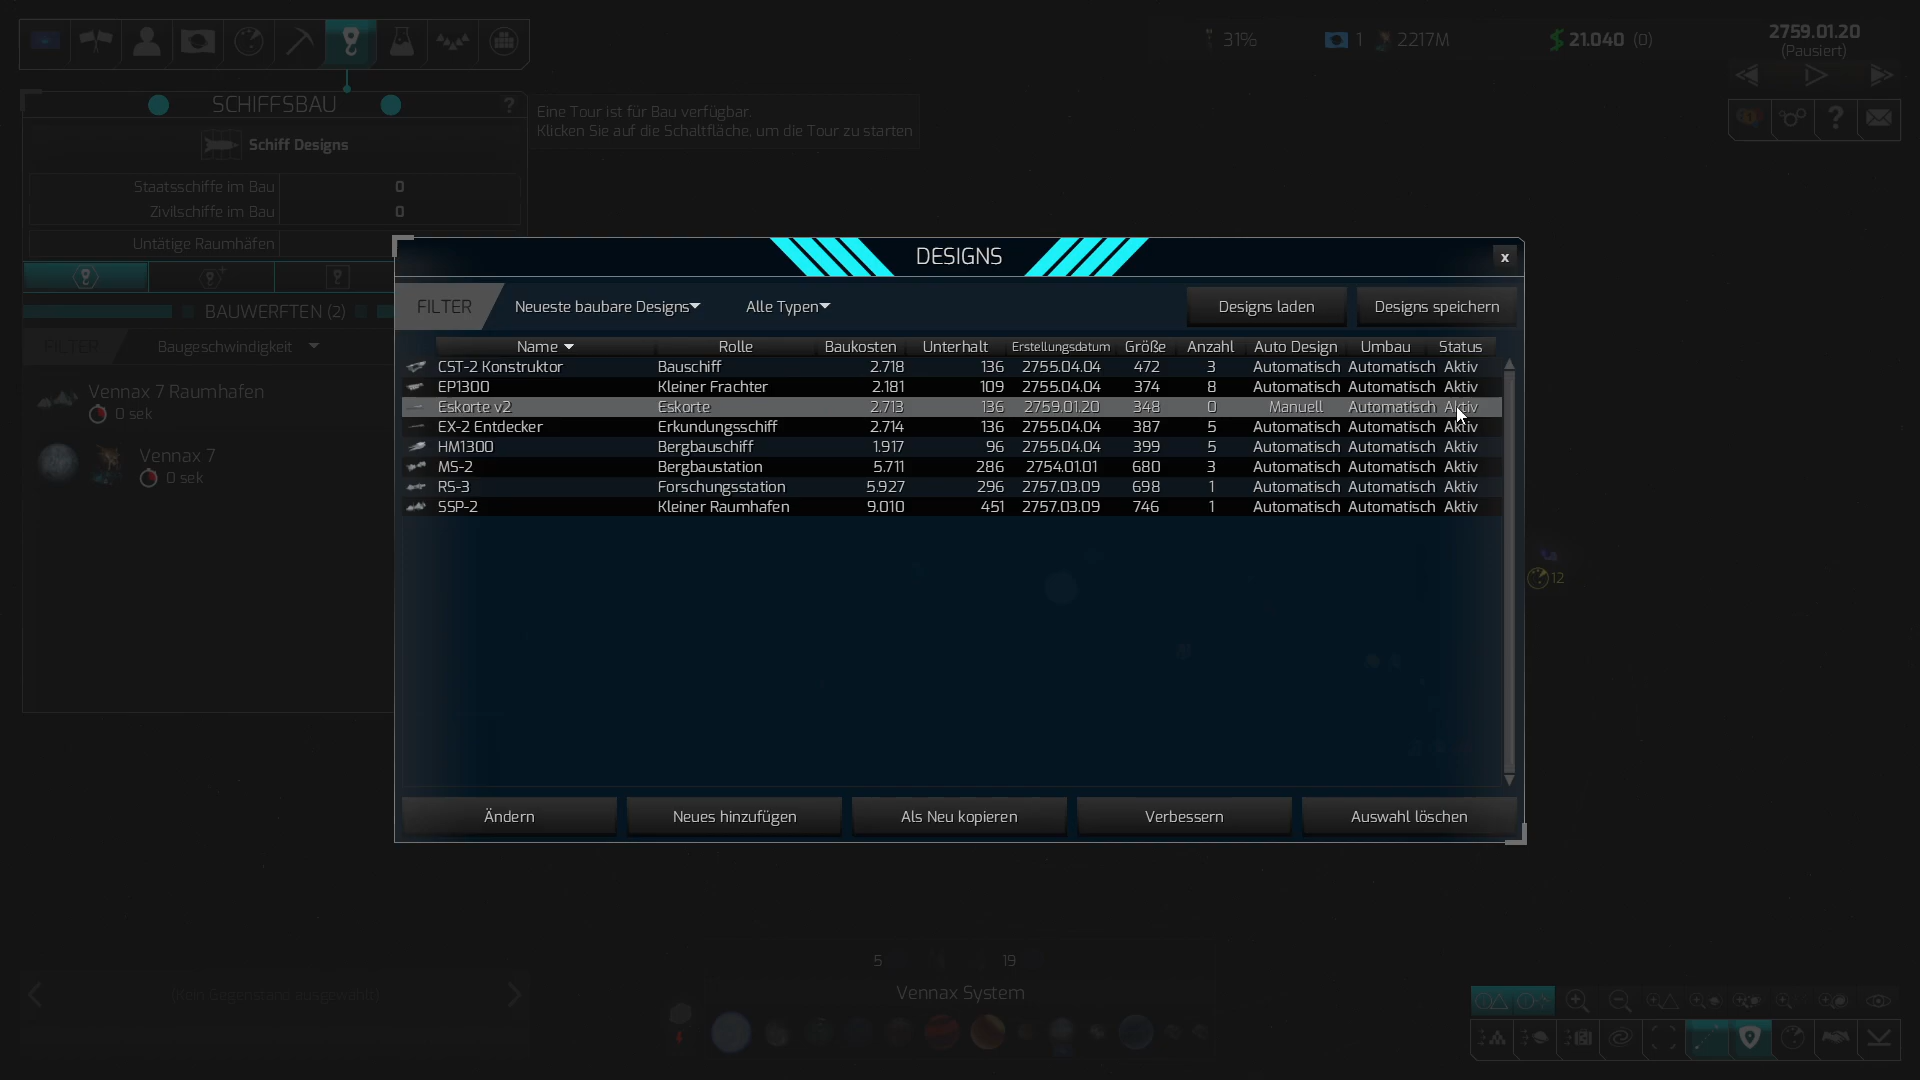 31%
1
2217M
21.040 (0)
2759.01.20
(Pausiert)
SCHIFFSBAU
?
Eine Tour ist für Bau verfügbar.
Klicken Sie auf die Schaltfläche, um die Tour zu starten
?
Schiff Designs
Staatsschiffe im Bau 0
Zivilschiffe im Bau 0
Untätige Raumhäfen
BAUWERFTEN (2)
FILTER Baugeschwindigkeit
Vennax 7 Raumhafen
0 sek
Vennax 7
0 sek
DESIGNS
x
FILTER Neueste baubare Designs Alle Typen Designs laden Designs speichern
Name Rolle Baukosten Unterhalt Erstellungsdatum Größe Anzahl Auto Design Umbau Status
CST-2 Konstruktor Bauschiff 2.718 136 2755.04.04 472 3 Automatisch Automatisch Aktiv
EP1300 Kleiner Frachter 2.181 109 2755.04.04 374 8 Automatisch Automatisch Aktiv
Eskorte v2 Eskorte 2.713 136 2759.01.20 348 0 Manuell Automatisch Aktiv
EX-2 Entdecker Erkundungsschiff 2.714 136 2755.04.04 387 5 Automatisch Automatisch Aktiv
HM1300 Bergbauschiff 1.917 96 2755.04.04 399 5 Automatisch Automatisch Aktiv
MS-2 Bergbaustation 5.711 286 2754.01.01 680 3 Automatisch Automatisch Aktiv
RS-3 Forschungsstation 5.927 296 2757.03.09 698 1 Automatisch Automatisch Aktiv
SSP-2 Kleiner Raumhafen 9.010 451 2757.03.09 746 1 Automatisch Automatisch Aktiv
12
Ändern Neues hinzufügen Als Neu kopieren Verbessern Auswahl löschen
5 19
Vennax System
(Kein Gegenstand ausgewählt)